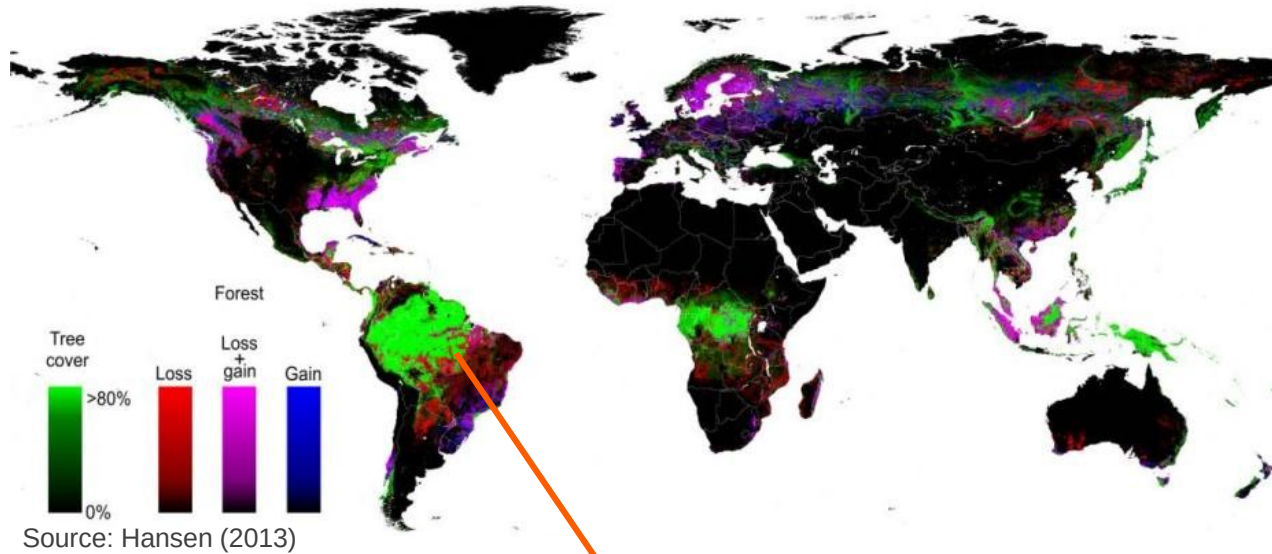 Forest
Tree
cover
>80%
0%
Loss
Loss
+
gain
Gain
Source: Hansen (2013)